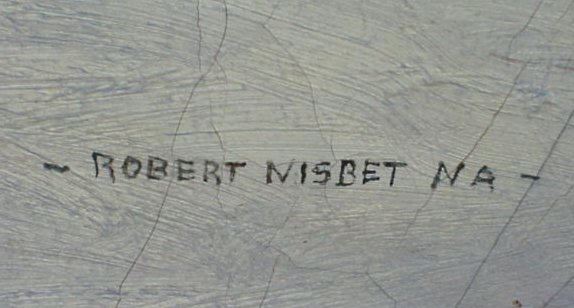 - ROBERT NISBET NA -